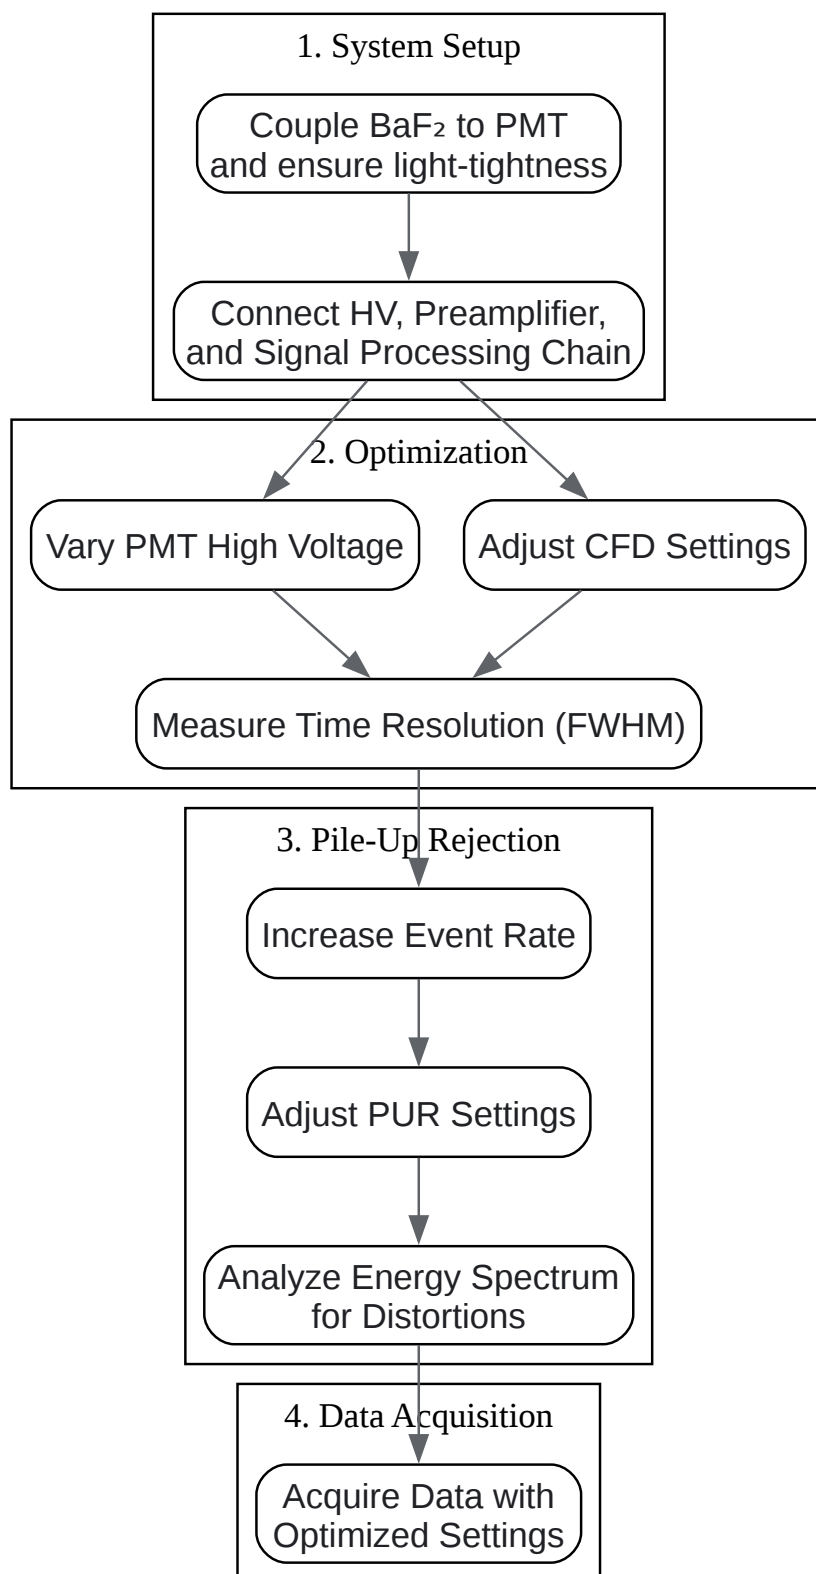 1. System Setup
Couple BaF₂ to PMT
and ensure light-tightness
Connect HV, Preamplifier,
and Signal Processing Chain
2. Optimization
Vary PMT High Voltage
Adjust CFD Settings
Measure Time Resolution (FWHM)
3. Pile-Up Rejection
Increase Event Rate
Adjust PUR Settings
Analyze Energy Spectrum
for Distortions
4. Data Acquisition
Acquire Data with
Optimized Settings